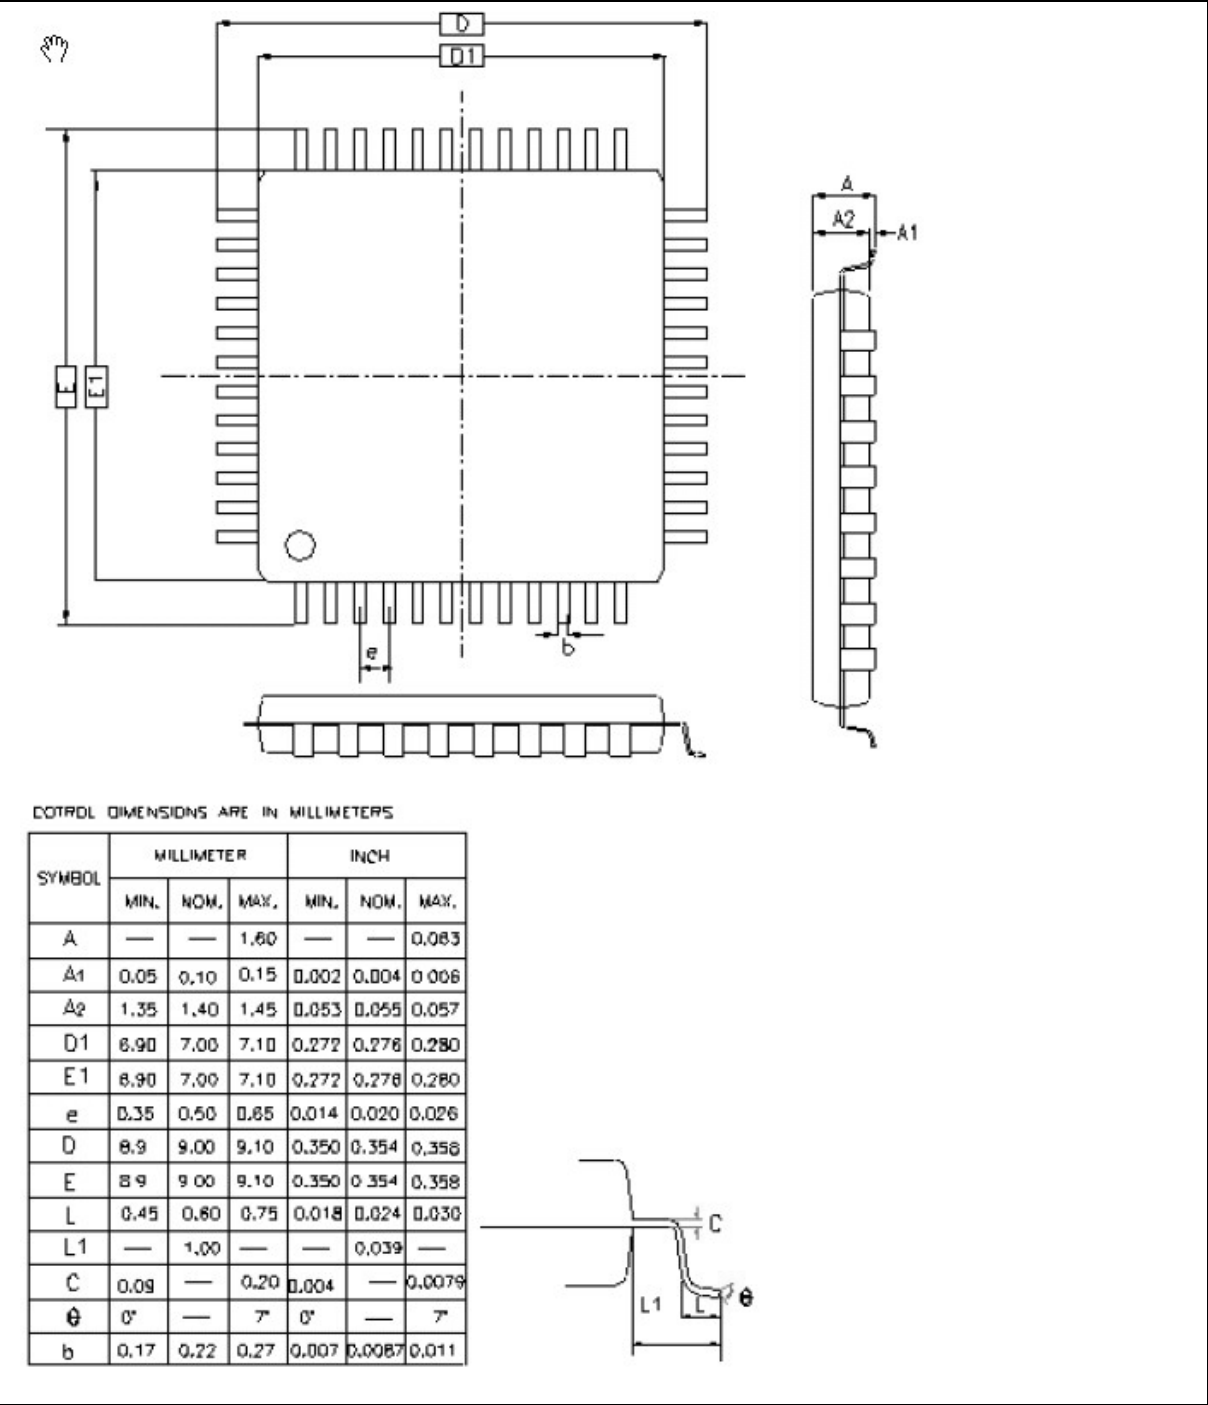 D
D1
A
A2
A1
E
E1
e
b
COTROL DIMENSIONS ARE IN MILLIMETERS
SYMBOL MILLIMETER INCH
MIN. NOM. MAX. MIN. NOM. MAX.
A — — 1.60 — — 0.063
A1 0.05 0.10 0.15 0.002 0.004 0.006
A2 1.35 1.40 1.45 0.053 0.055 0.057
D1 6.90 7.00 7.10 0.272 0.276 0.280
E1 6.90 7.00 7.10 0.272 0.276 0.280
e 0.35 0.50 0.65 0.014 0.020 0.026
D 8.9 9.00 9.10 0.350 0.354 0.358
E 8.9 9.00 9.10 0.350 0.354 0.358
L 0.45 0.60 0.75 0.018 0.024 0.030
L1 — 1.00 — — 0.039 —
C 0.09 — 0.20 0.004 — 0.0079
θ 0° — 7° 0° — 7°
b 0.17 0.22 0.27 0.007 0.0087 0.011
C
L1
L
θ